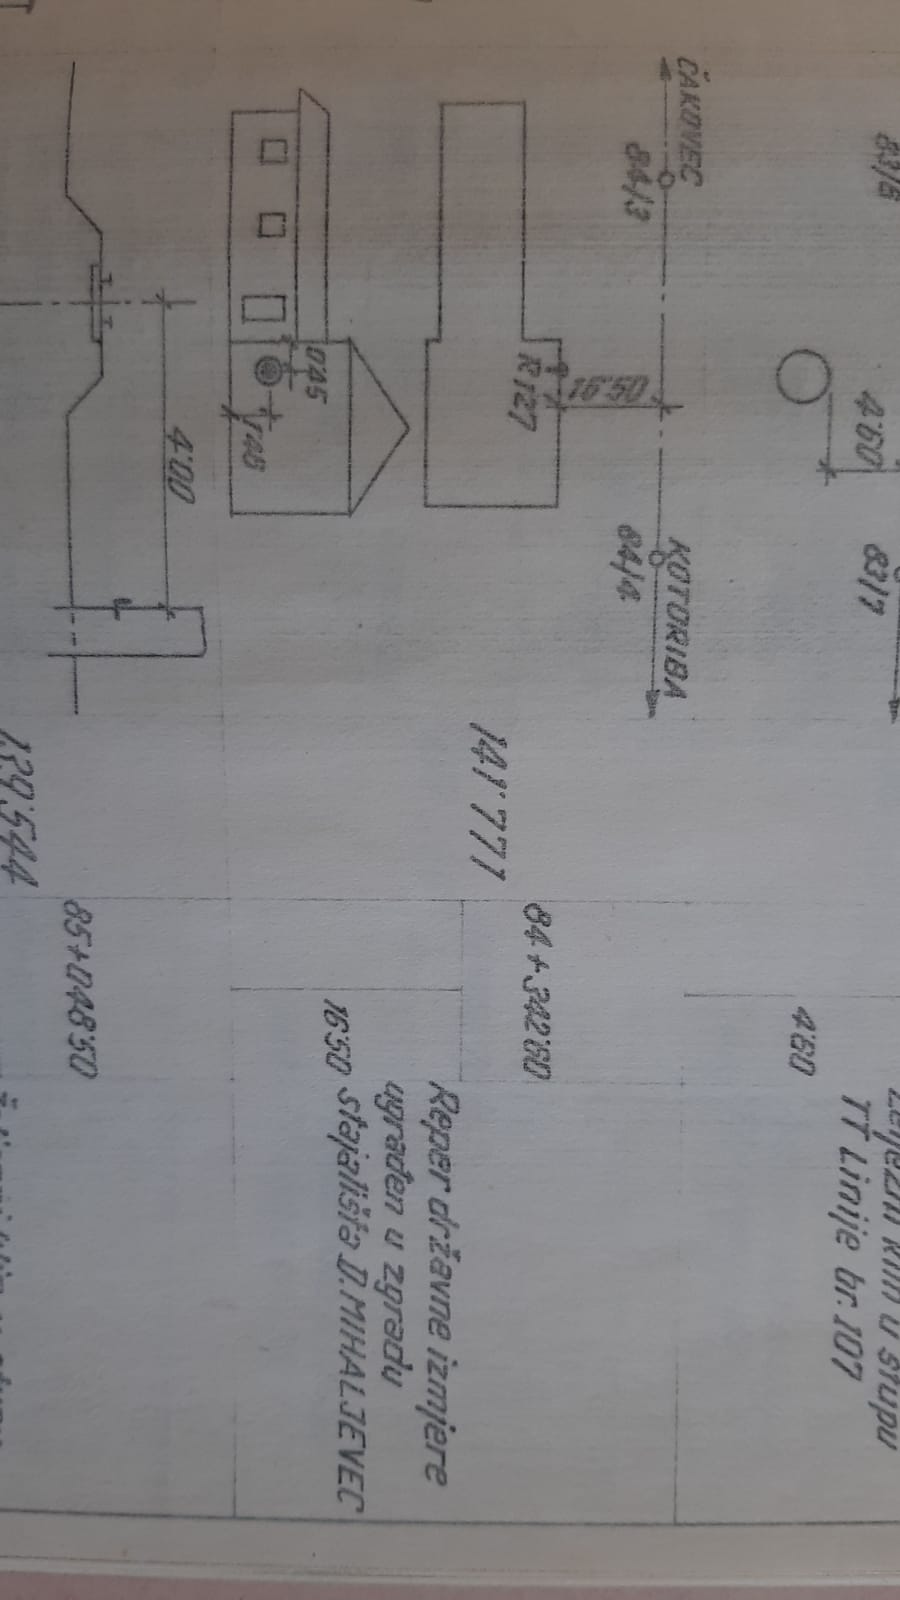 83/6
4'60
83/7
Željezni klin u stupu
TT Linije br. 107
4'60
ČAKOVEC
KOTORIBA
84/3
84/4
16'50
R 127
84+342'60
141'771
Reper državne izmjere
ugrađen u zgradu
stajališta D.MIHALJEVEC
16'50
0'45
1'48
4'00
85+048'50
139'544